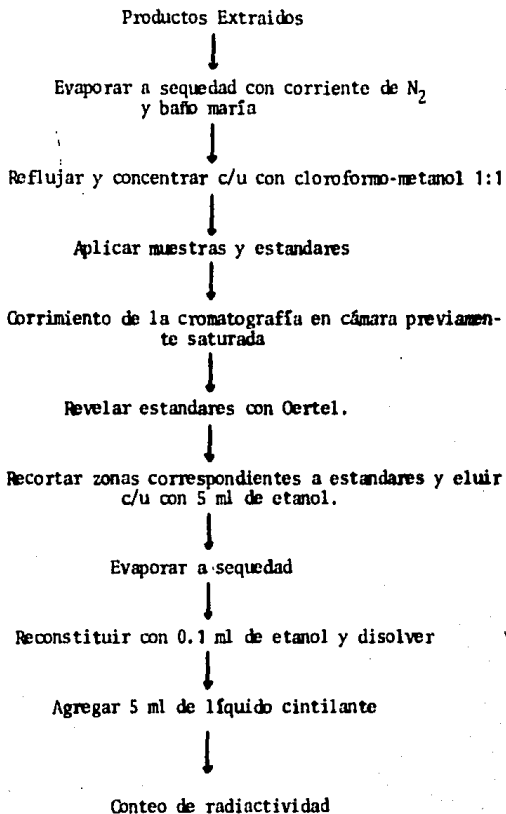 Productos Extraidos
Evaporar a sequedad con corriente de N2
y baño maría
Reflujar y concentrar c/u con cloroformo-metanol 1:1
Aplicar muestras y estandares
Corrimiento de la cromatografía en cámara previamen-
te saturada
Revelar estandares con Oertel.
Recortar zonas correspondientes a estandares y eluir
c/u con 5 ml de etanol.
Evaporar a sequedad
Reconstituir con 0.1 ml de etanol y disolver
Agregar 5 ml de líquido cintilante
Conteo de radiactividad